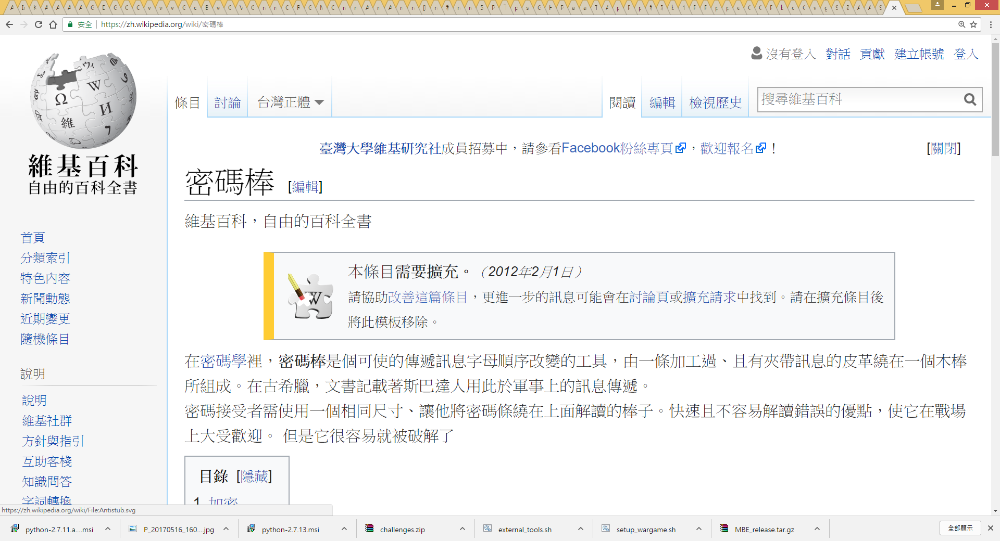 安全 https://zh.wikipedia.org/wiki/密碼棒
沒有登入 對話 貢獻 建立帳號 登入
條目 討論 台灣正體 閱讀 編輯 檢視歷史 搜尋維基百科
臺灣大學維基研究社成員招募中，請參看Facebook粉絲專頁，歡迎報名！ [關閉]
維基百科
自由的百科全書
密碼棒 [編輯]
維基百科，自由的百科全書
首頁
分類索引
特色內容
新聞動態
近期變更
隨機條目
說明
說明
維基社群
方針與指引
互助客棧
知識問答
字詞轉換
本條目需要擴充。（2012年2月1日）
請協助改善這篇條目，更進一步的訊息可能會在討論頁或擴充請求中找到。請在擴充條目後
將此模板移除。
在密碼學裡，密碼棒是個可使的傳遞訊息字母順序改變的工具，由一條加工過、且有夾帶訊息的皮革繞在一個木棒
所組成。在古希臘，文書記載著斯巴達人用此於軍事上的訊息傳遞。
密碼接受者需使用一個相同尺寸、讓他將密碼條繞在上面解讀的棒子。快速且不容易解讀錯誤的優點，使它在戰場
上大受歡迎。 但是它很容易就被破解了
目錄 [隱藏]
1 加密
https://zh.wikipedia.org/wiki/File:Antistub.svg
python-2.7.11.a....msi P_20170516_160....jpg python-2.7.13.msi challenges.zip external_tools.sh setup_wargame.sh MBE_release.tar.gz 全部顯示